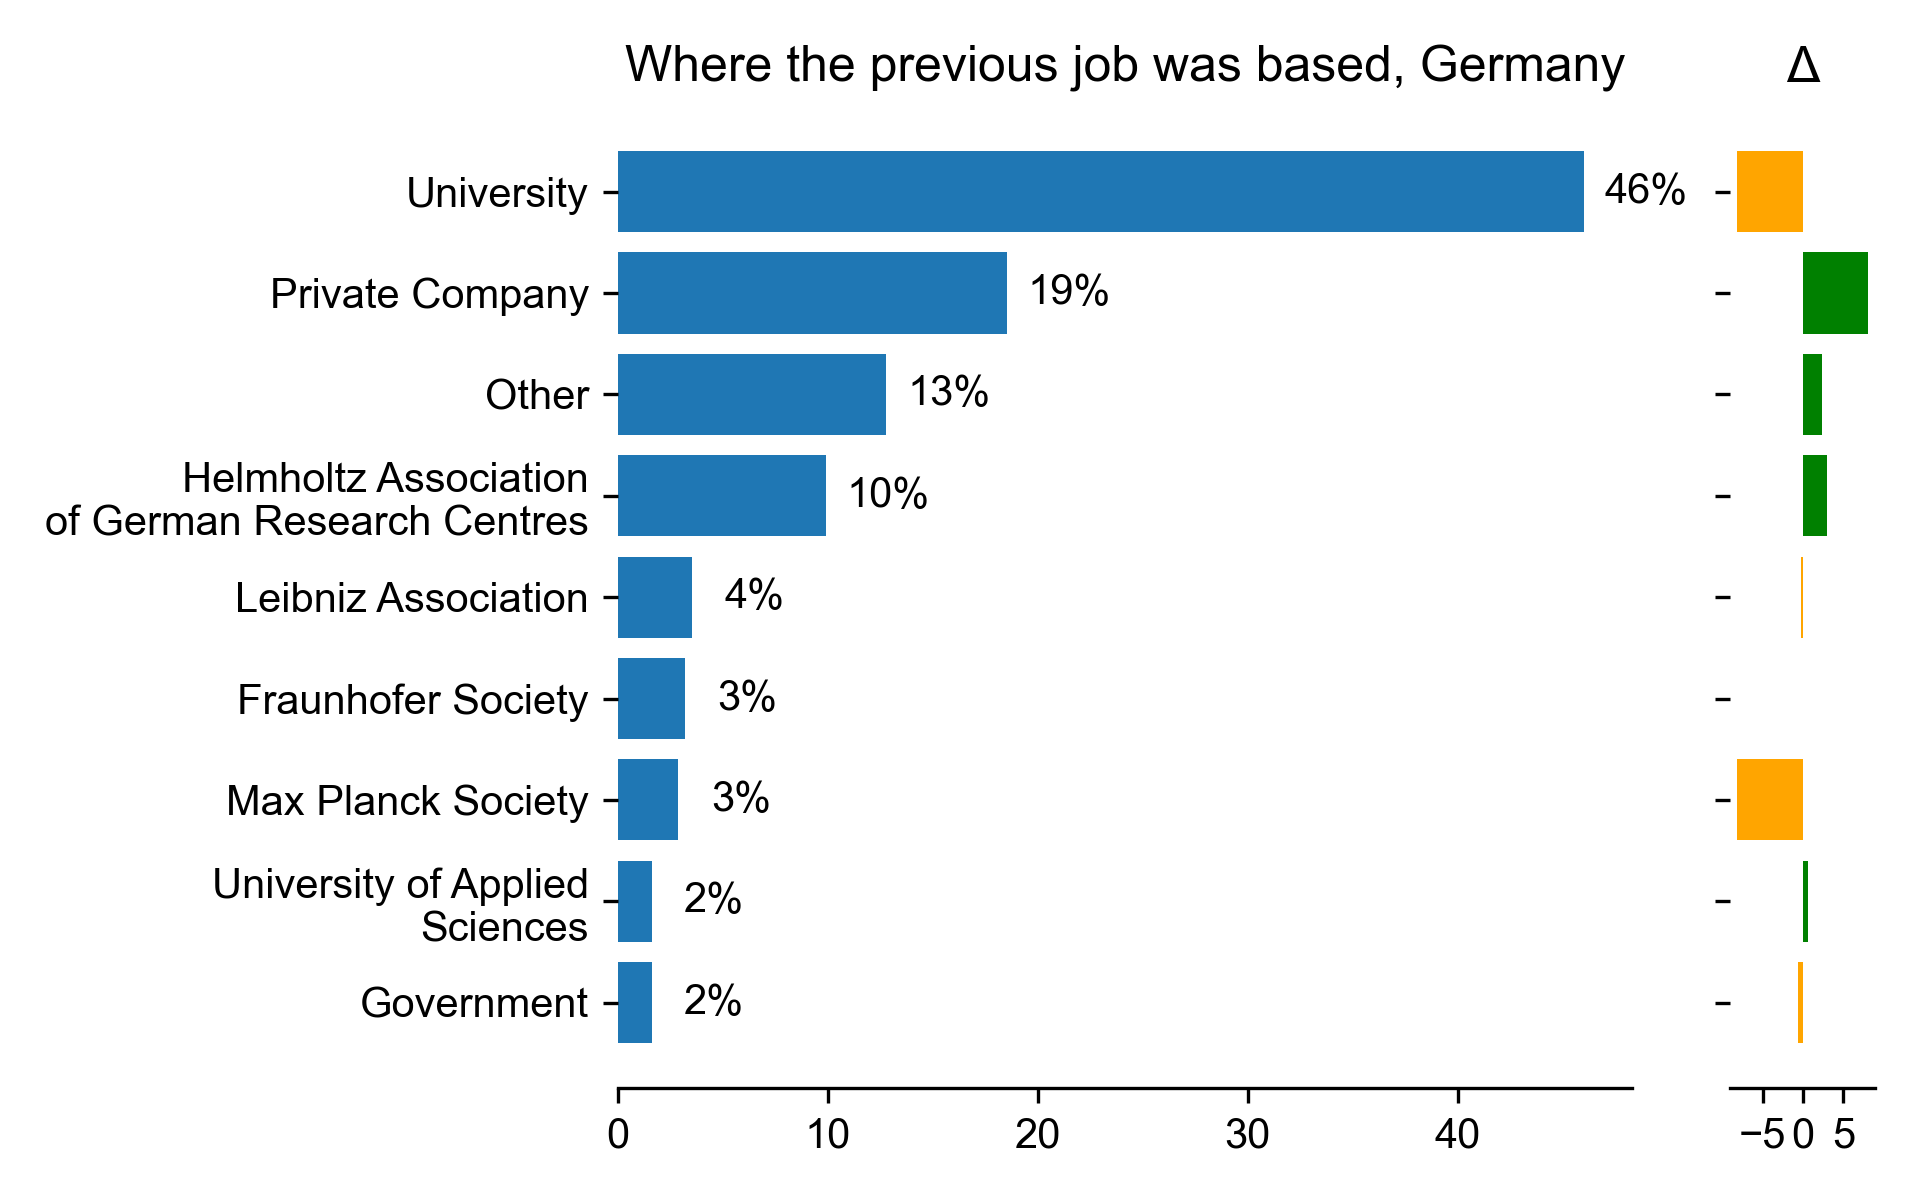 Where the previous job was based, Germany
Δ
University
46%
Private Company
19%
Other
13%
Helmholtz Association
of German Research Centres
10%
Leibniz Association
4%
Fraunhofer Society
3%
Max Planck Society
3%
University of Applied
Sciences
2%
Government
2%
0 10 20 30 40
−5 0 5